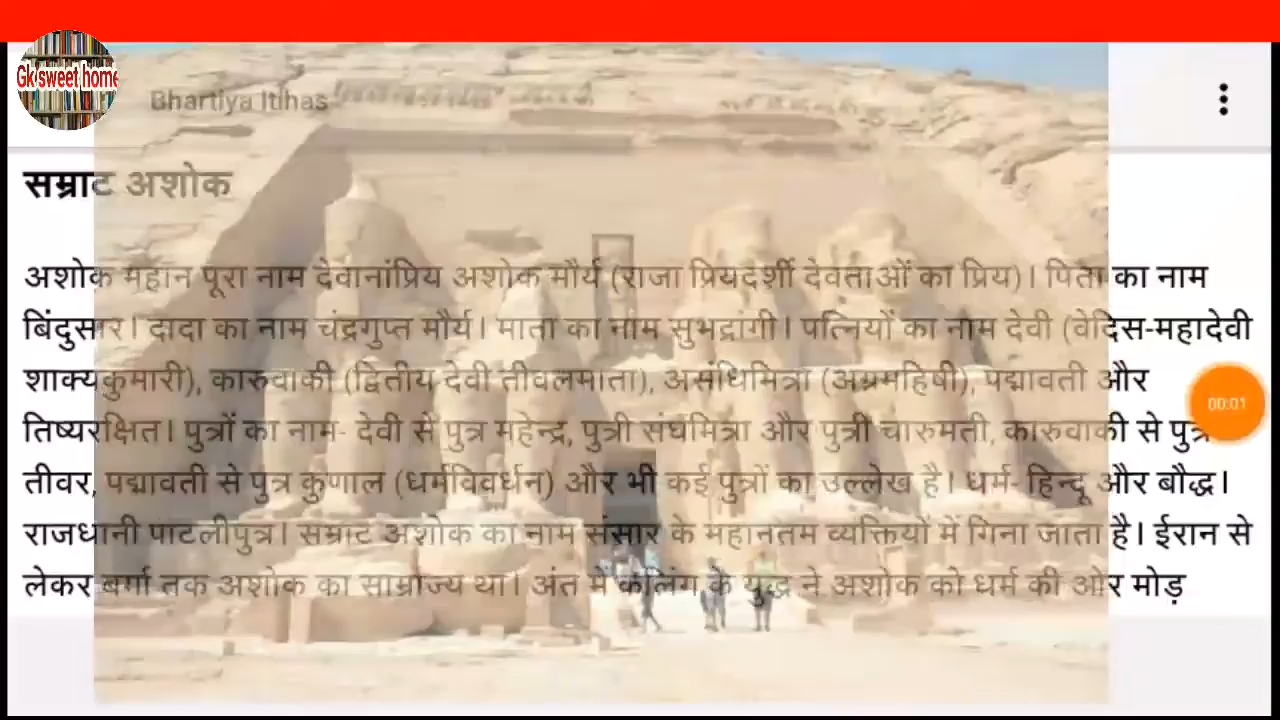 Gk sweet home
Bhartiya Itihas
सम्राट अशोक
अशोक महान पूरा नाम देवानांप्रिय अशोक मौर्य (राजा प्रियदर्शी देवताओं का प्रिय)। पिता का नाम
बिंदुसार। दादा का नाम चंद्रगुप्त मौर्य। माता का नाम सुभद्रांगी। पत्नियों का नाम देवी (वेदिस-महादेवी
शाक्यकुमारी), कारुवाकी (द्वितीय देवी तीवलमाता), असंधिमित्रा (अग्रमहिषी), पद्मावती और
तिष्यरक्षित। पुत्रों का नाम- देवी से पुत्र महेन्द्र, पुत्री संघमित्रा और पुत्री चारुमती, कारुवाकी से पुत्र
तीवर, पद्मावती से पुत्र कुणाल (धर्मविवर्धन) और भी कई पुत्रों का उल्लेख है। धर्म- हिन्दू और बौद्ध।
राजधानी पाटलीपुत्र। सम्राट अशोक का नाम संसार के महानतम व्यक्तियों में गिना जाता है। ईरान से
लेकर बर्मा तक अशोक का साम्राज्य था। अंत में कलिंग के युद्ध ने अशोक को धर्म की ओर मोड़
00:01